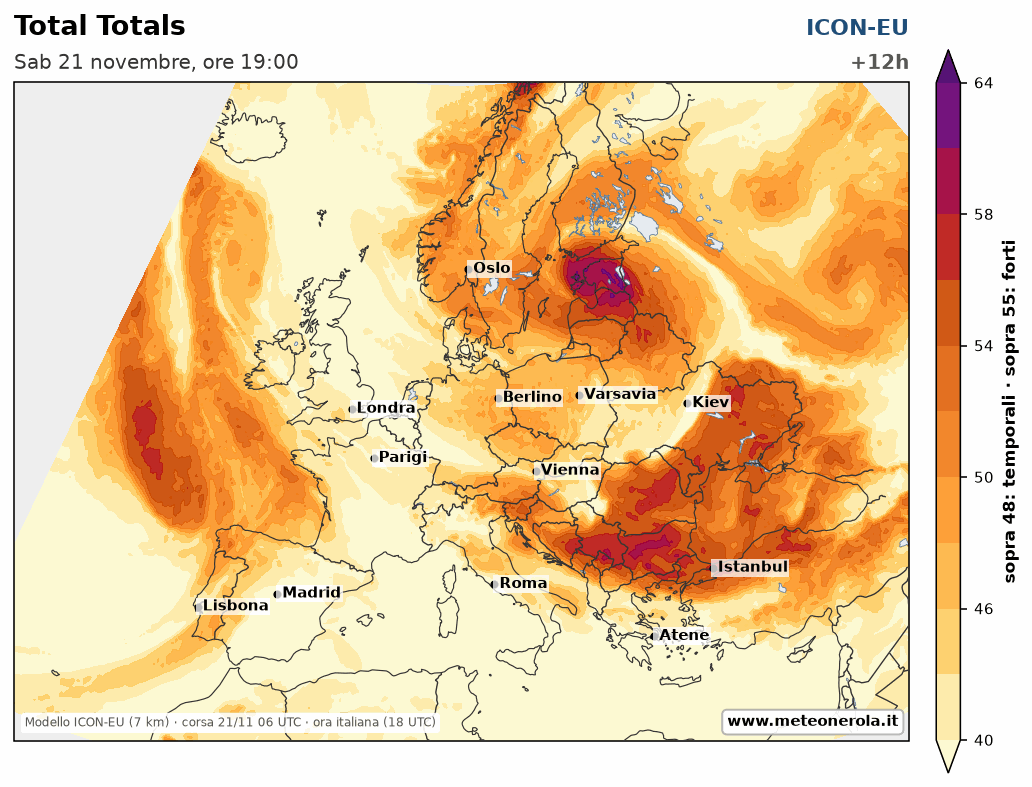 Total Totals
ICON-EU
Sab 21 novembre, ore 19:00
+12h
64
58
54
50
46
40
sopra 48: temporali · sopra 55: forti
Oslo
Berlino
Varsavia
Kiev
Londra
Parigi
Vienna
Istanbul
Roma
Madrid
Lisbona
Atene
Modello ICON-EU (7 km) · corsa 21/11 06 UTC · ora italiana (18 UTC)
www.meteonerola.it